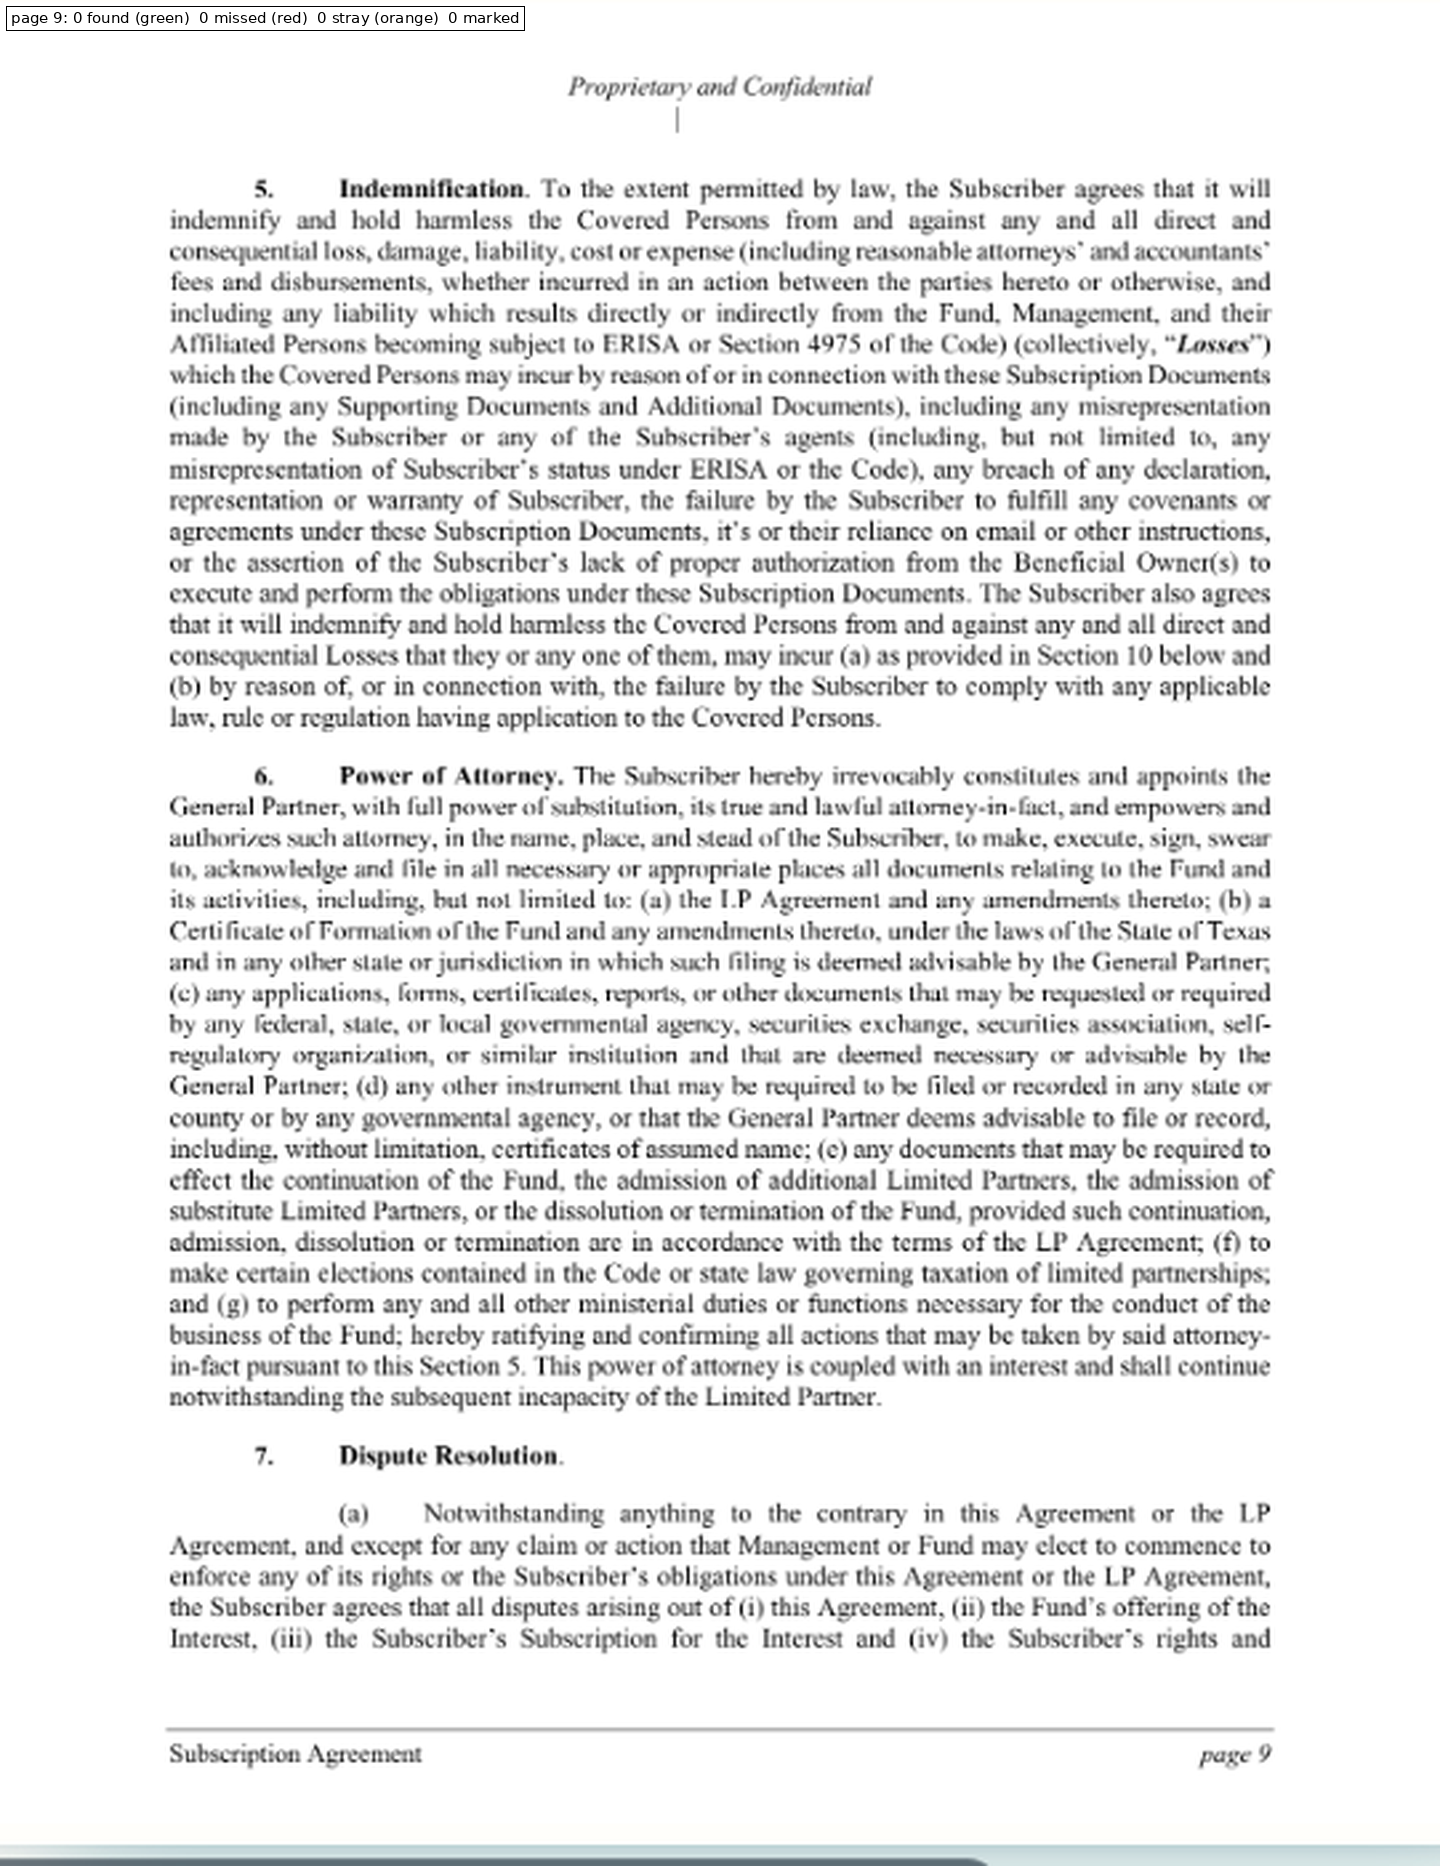 page 9: 0 found (green)  0 missed (red)  0 stray (orange)  0 marked
Proprietary and Confidential
5. Indemnification. To the extent permitted by law, the Subscriber agrees that it will
indemnify and hold harmless the Covered Persons from and against any and all direct and
consequential loss, damage, liability, cost or expense (including reasonable attorneys' and accountants'
fees and disbursements, whether incurred in an action between the parties hereto or otherwise, and
including any liability which results directly or indirectly from the Fund, Management, and their
Affiliated Persons becoming subject to ERISA or Section 4975 of the Code) (collectively, “Losses”)
which the Covered Persons may incur by reason of or in connection with these Subscription Documents
(including any Supporting Documents and Additional Documents), including any misrepresentation
made by the Subscriber or any of the Subscriber's agents (including, but not limited to, any
misrepresentation of Subscriber's status under ERISA or the Code), any breach of any declaration,
representation or warranty of Subscriber, the failure by the Subscriber to fulfill any covenants or
agreements under these Subscription Documents, it's or their reliance on email or other instructions,
or the assertion of the Subscriber's lack of proper authorization from the Beneficial Owner(s) to
execute and perform the obligations under these Subscription Documents. The Subscriber also agrees
that it will indemnify and hold harmless the Covered Persons from and against any and all direct and
consequential Losses that they or any one of them, may incur (a) as provided in Section 10 below and
(b) by reason of, or in connection with, the failure by the Subscriber to comply with any applicable
law, rule or regulation having application to the Covered Persons.
6. Power of Attorney. The Subscriber hereby irrevocably constitutes and appoints the
General Partner, with full power of substitution, its true and lawful attorney-in-fact, and empowers and
authorizes such attorney, in the name, place, and stead of the Subscriber, to make, execute, sign, swear
to, acknowledge and file in all necessary or appropriate places all documents relating to the Fund and
its activities, including, but not limited to: (a) the LP Agreement and any amendments thereto; (b) a
Certificate of Formation of the Fund and any amendments thereto, under the laws of the State of Texas
and in any other state or jurisdiction in which such filing is deemed advisable by the General Partner;
(c) any applications, forms, certificates, reports, or other documents that may be requested or required
by any federal, state, or local governmental agency, securities exchange, securities association, self-
regulatory organization, or similar institution and that are deemed necessary or advisable by the
General Partner; (d) any other instrument that may be required to be filed or recorded in any state or
county or by any governmental agency, or that the General Partner deems advisable to file or record,
including, without limitation, certificates of assumed name; (e) any documents that may be required to
effect the continuation of the Fund, the admission of additional Limited Partners, the admission of
substitute Limited Partners, or the dissolution or termination of the Fund, provided such continuation,
admission, dissolution or termination are in accordance with the terms of the LP Agreement; (f) to
make certain elections contained in the Code or state law governing taxation of limited partnerships;
and (g) to perform any and all other ministerial duties or functions necessary for the conduct of the
business of the Fund; hereby ratifying and confirming all actions that may be taken by said attorney-
in-fact pursuant to this Section 5. This power of attorney is coupled with an interest and shall continue
notwithstanding the subsequent incapacity of the Limited Partner.
7. Dispute Resolution.
(a) Notwithstanding anything to the contrary in this Agreement or the LP
Agreement, and except for any claim or action that Management or Fund may elect to commence to
enforce any of its rights or the Subscriber's obligations under this Agreement or the LP Agreement,
the Subscriber agrees that all disputes arising out of (i) this Agreement, (ii) the Fund's offering of the
Interest, (iii) the Subscriber's Subscription for the Interest and (iv) the Subscriber's rights and
Subscription Agreement page 9